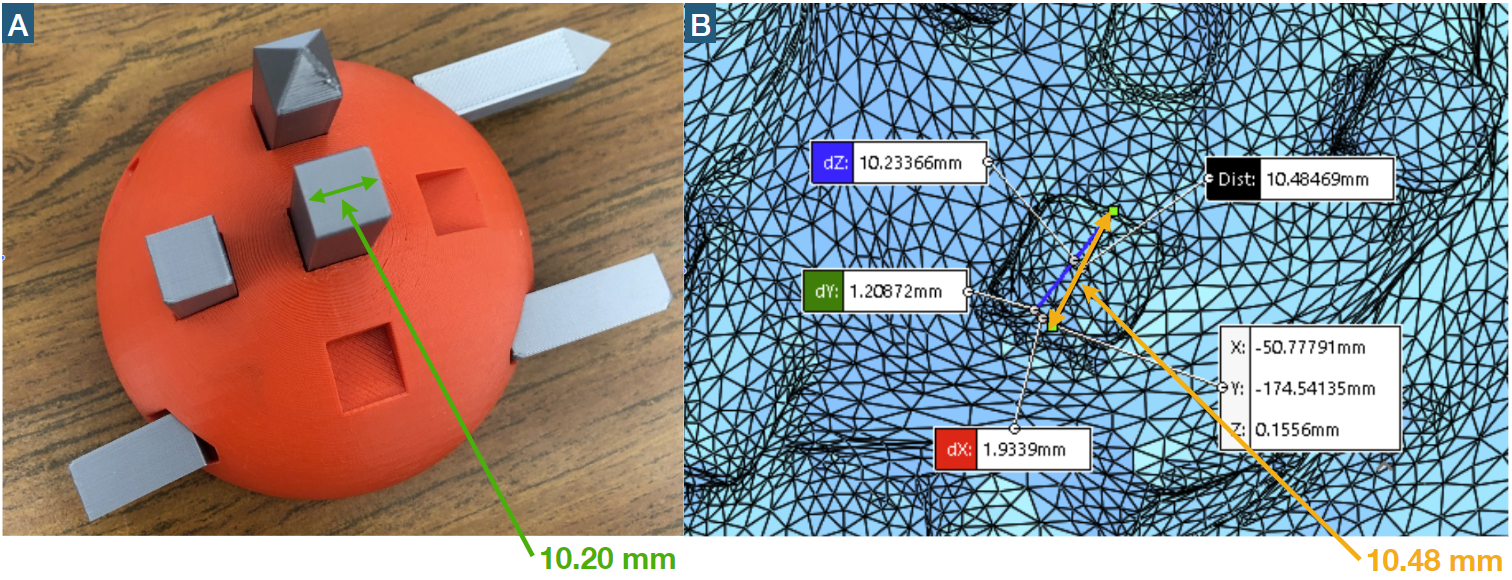 A
B
dZ: 10.23366mm
Dist: 10.48469mm
dY: 1.20872mm
X: -50.77791mm
Y: -174.54135mm
Z: 0.1556mm
dX: 1.9339mm
10.20 mm
10.48 mm